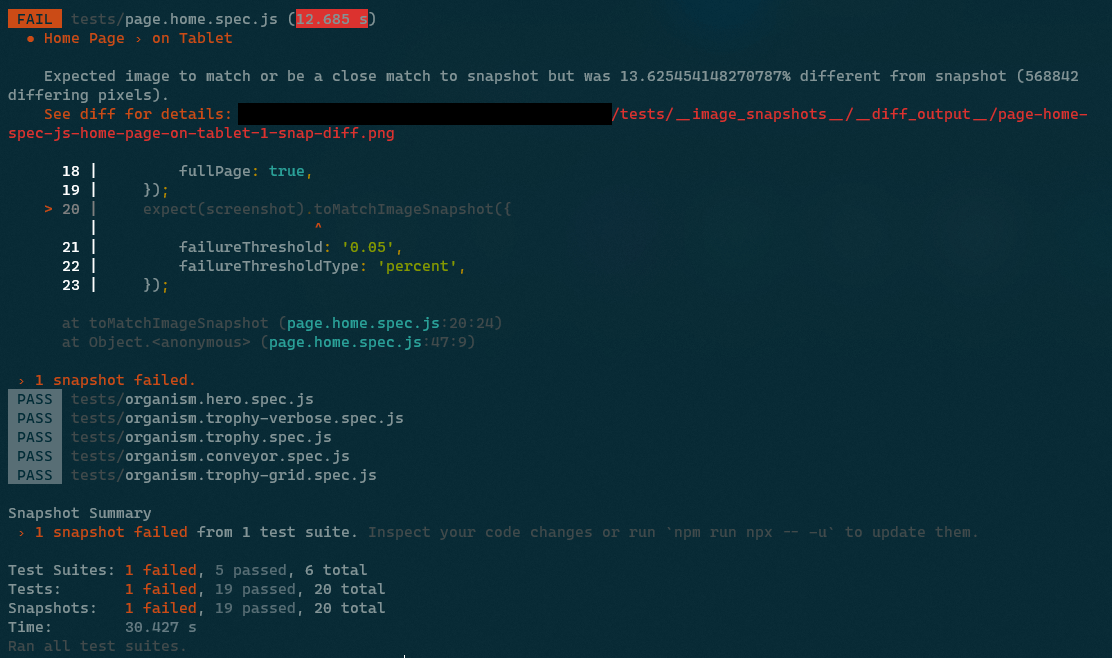 FAIL tests/page.home.spec.js (12.685 s)
● Home Page › on Tablet
Expected image to match or be a close match to snapshot but was 13.625454148270787% different from snapshot (568842
differing pixels).
See diff for details: /tests/__image_snapshots__/__diff_output__/page-home-
spec-js-home-page-on-tablet-1-snap-diff.png
18 | fullPage: true,
19 | });
> 20 | expect(screenshot).toMatchImageSnapshot({
| ^
21 | failureThreshold: '0.05',
22 | failureThresholdType: 'percent',
23 | });
at toMatchImageSnapshot (page.home.spec.js:20:24)
at Object.<anonymous> (page.home.spec.js:47:9)
› 1 snapshot failed.
PASS tests/organism.hero.spec.js
PASS tests/organism.trophy-verbose.spec.js
PASS tests/organism.trophy.spec.js
PASS tests/organism.conveyor.spec.js
PASS tests/organism.trophy-grid.spec.js
Snapshot Summary
› 1 snapshot failed from 1 test suite. Inspect your code changes or run `npm run npx -- -u` to update them.
Test Suites: 1 failed, 5 passed, 6 total
Tests: 1 failed, 19 passed, 20 total
Snapshots: 1 failed, 19 passed, 20 total
Time: 30.427 s
Ran all test suites.